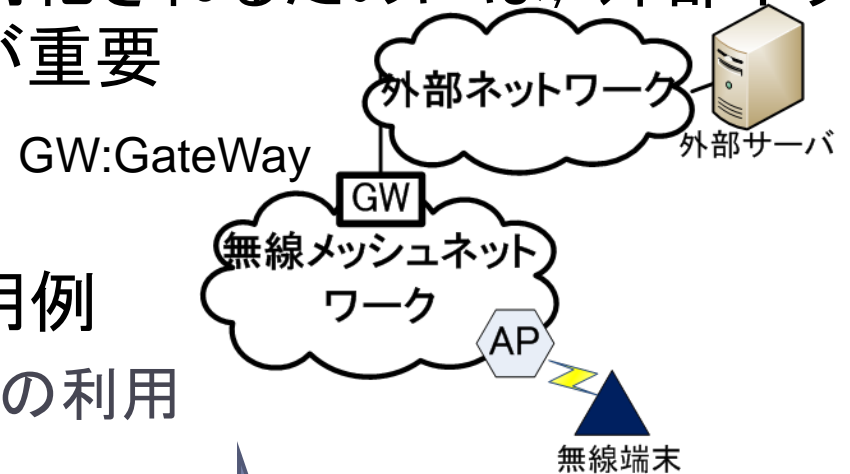 が重要
外部ネットワーク
外部サーバ
GW:GateWay
GW
無線メッシュネット
ワーク
用例
AP
の利用
無線端末